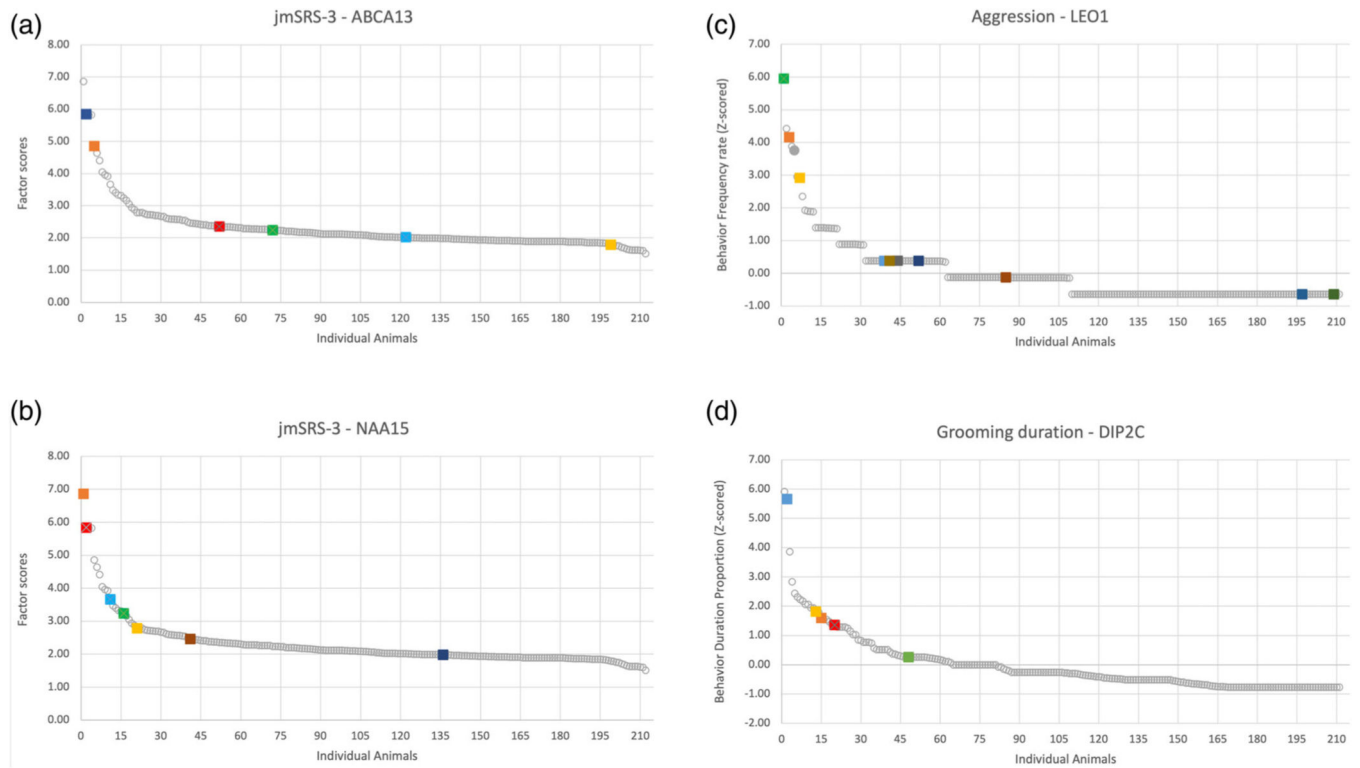 (a)
jmSRS-3 - ABCA13
8.00
7.00
6.00
5.00
4.00
3.00
2.00
1.00
0.00
Factor scores
0 15 30 45 60 75 90 105 120 135 150 165 180 195 210
Individual Animals
(b)
jmSRS-3 - NAA15
8.00
7.00
6.00
5.00
4.00
3.00
2.00
1.00
0.00
Factor scores
0 15 30 45 60 75 90 105 120 135 150 165 180 195 210
Individual Animals
(c)
Aggression - LEO1
7.00
6.00
5.00
4.00
3.00
2.00
1.00
0.00
-1.00
Behavior Frequency rate (Z-scored)
0 15 30 45 60 75 90 105 120 135 150 165 180 195 210
Individual Animals
(d)
Grooming duration - DIP2C
7.00
6.00
5.00
4.00
3.00
2.00
1.00
0.00
-1.00
-2.00
Behavior Duration Proportion (Z-scored)
0 15 30 45 60 75 90 105 120 135 150 165 180 195 210
Individual Animals